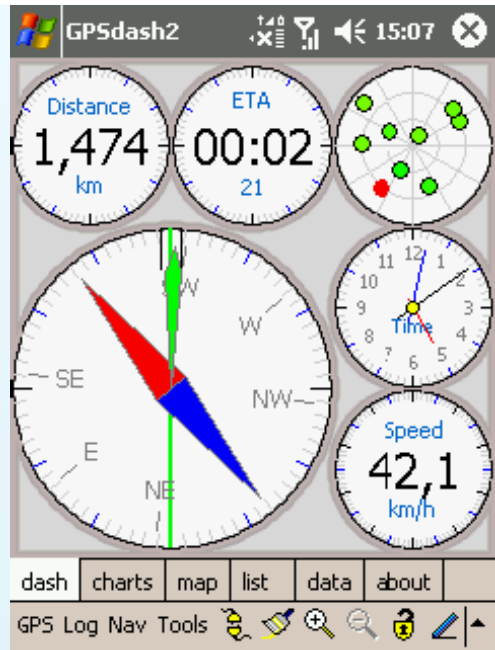 GPSdash2 15:07
Distance
1,474
km
ETA
00:02
21
SW
W
NW
SE
E
NE
12
1
2
3
4
5
6
7
8
9
10
11
Time
Speed
42,1
km/h
dash charts map list data about
GPS Log Nav Tools